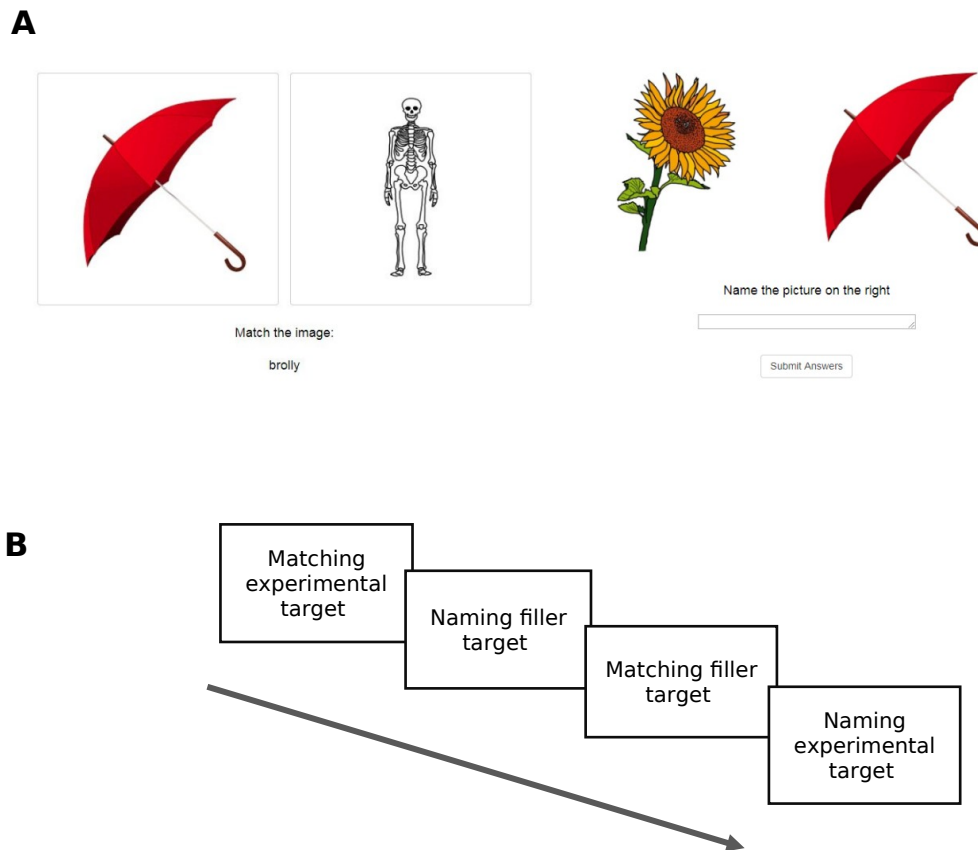 A
Match the image:
brolly
Name the picture on the right
Submit Answers
B
Matching
experimental
target
Naming filler
target
Matching filler
target
Naming
experimental
target